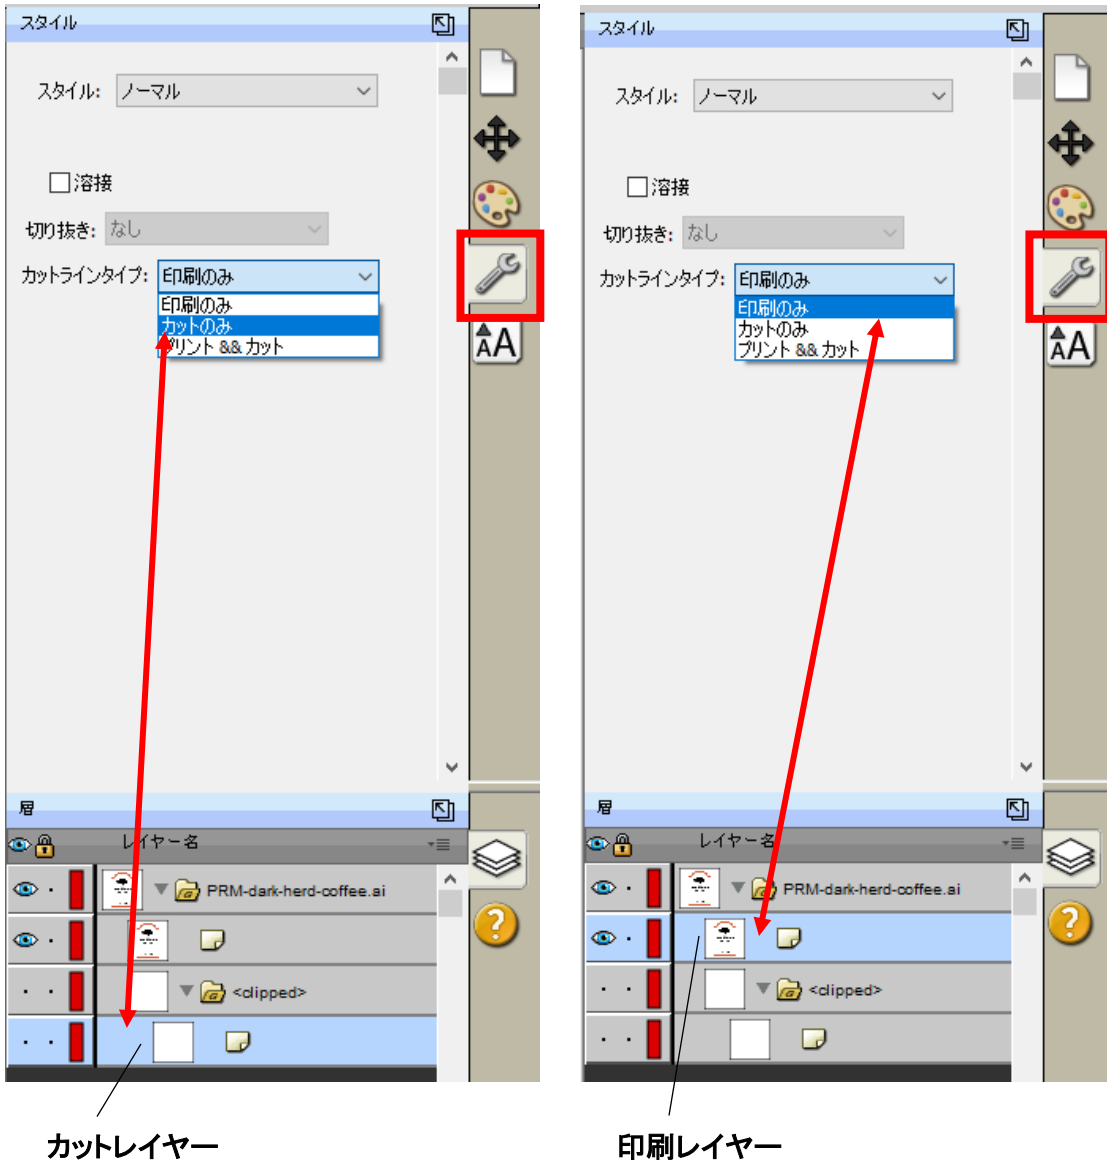 スタイル
スタイル: ノーマル
溶接
切り抜き: なし
カットラインタイプ: 印刷のみ
印刷のみ
カットのみ
プリント && カット
AA
層
レイヤー名
PRM-dark-herd-coffee.ai
<clipped>
?
カットレイヤー
スタイル
スタイル: ノーマル
溶接
切り抜き: なし
カットラインタイプ: 印刷のみ
印刷のみ
カットのみ
プリント && カット
AA
層
レイヤー名
PRM-dark-herd-coffee.ai
<clipped>
?
印刷レイヤー